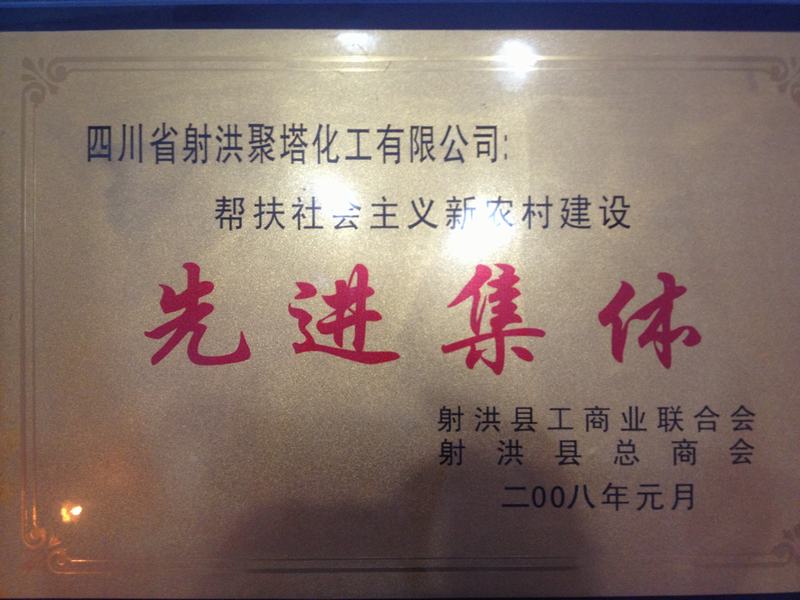 四川省射洪聚塔化工有限公司:
帮扶社会主义新农村建设
先进集体
射洪县工商业联合会
射洪县总商会
二00八年元月